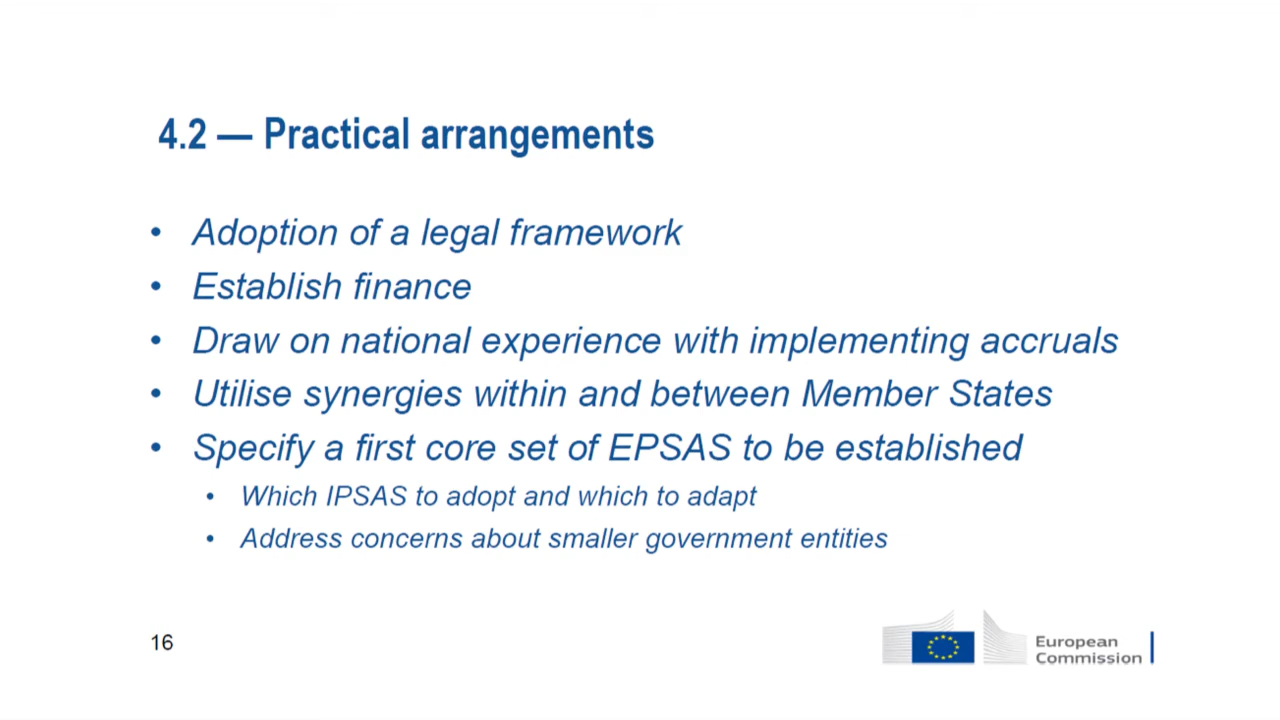 4.2 — Practical arrangements
• Adoption of a legal framework
• Establish finance
• Draw on national experience with implementing accruals
• Utilise synergies within and between Member States
• Specify a first core set of EPSAS to be established
• Which IPSAS to adopt and which to adapt
• Address concerns about smaller government entities
16
European
Commission